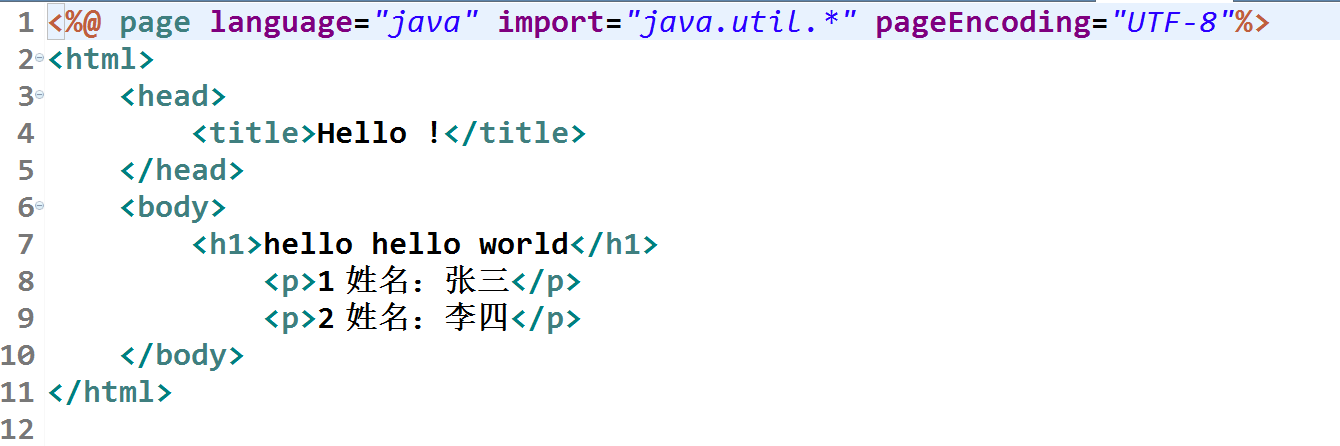 1 <%@ page language="java" import="java.util.*" pageEncoding="UTF-8"%>
2 <html>
3     <head>
4         <title>Hello !</title>
5     </head>
6     <body>
7         <h1>hello hello world</h1>
8             <p>1 姓名：张三</p>
9             <p>2 姓名：李四</p>
10     </body>
11 </html>
12